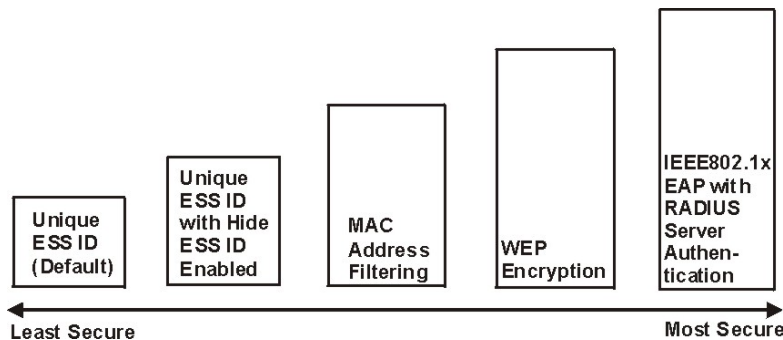 Unique
ESS ID
(Default)
Unique
ESS ID
with Hide
ESS ID
Enabled
MAC
Address
Filtering
WEP
Encryption
IEEE802.1x
EAP with
RADIUS
Server
Authen-
tication
Least Secure
Most Secure